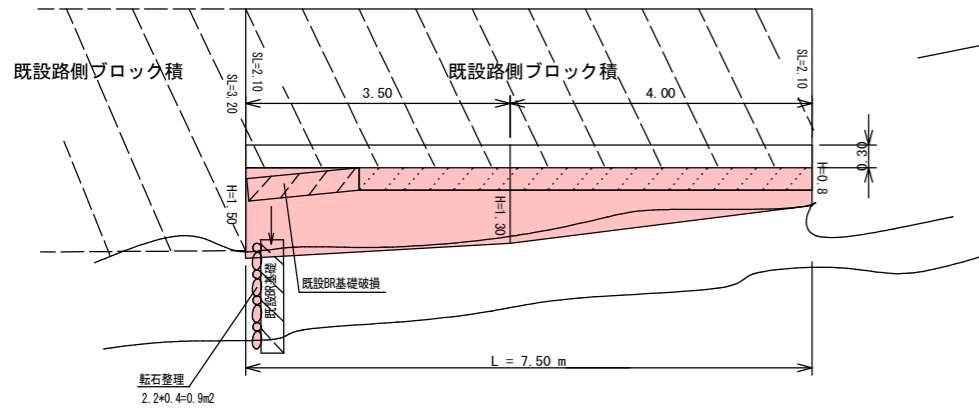 既設路側ブロック積
既設路側ブロック積
SL=3.20
SL=2.10
SL=2.10
3.50
4.00
0.30
H=1.50
H=1.30
H=0.8
既設BR基礎
既設BR基礎破損
L = 7.50 m
転石整理
2.2*0.4=0.9m2